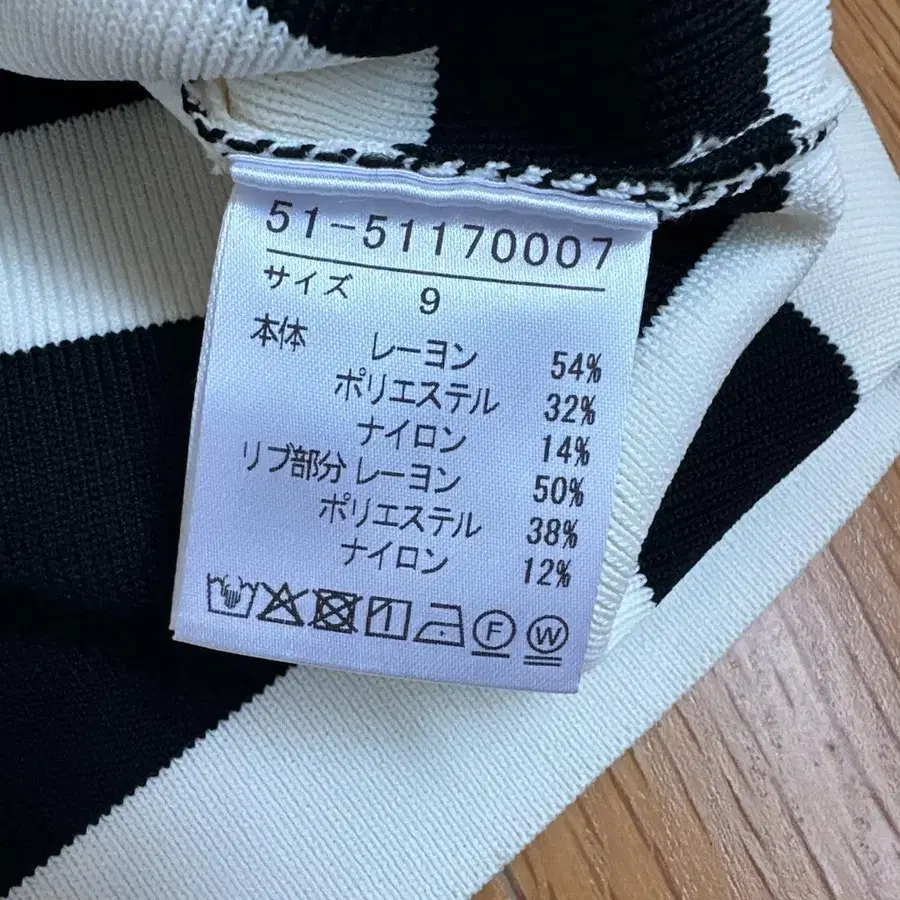 51-51170007
サイズ 9
本体 レーヨン 54%
ポリエステル 32%
ナイロン 14%
リブ部分 レーヨン 50%
ポリエステル 38%
ナイロン 12%
F W